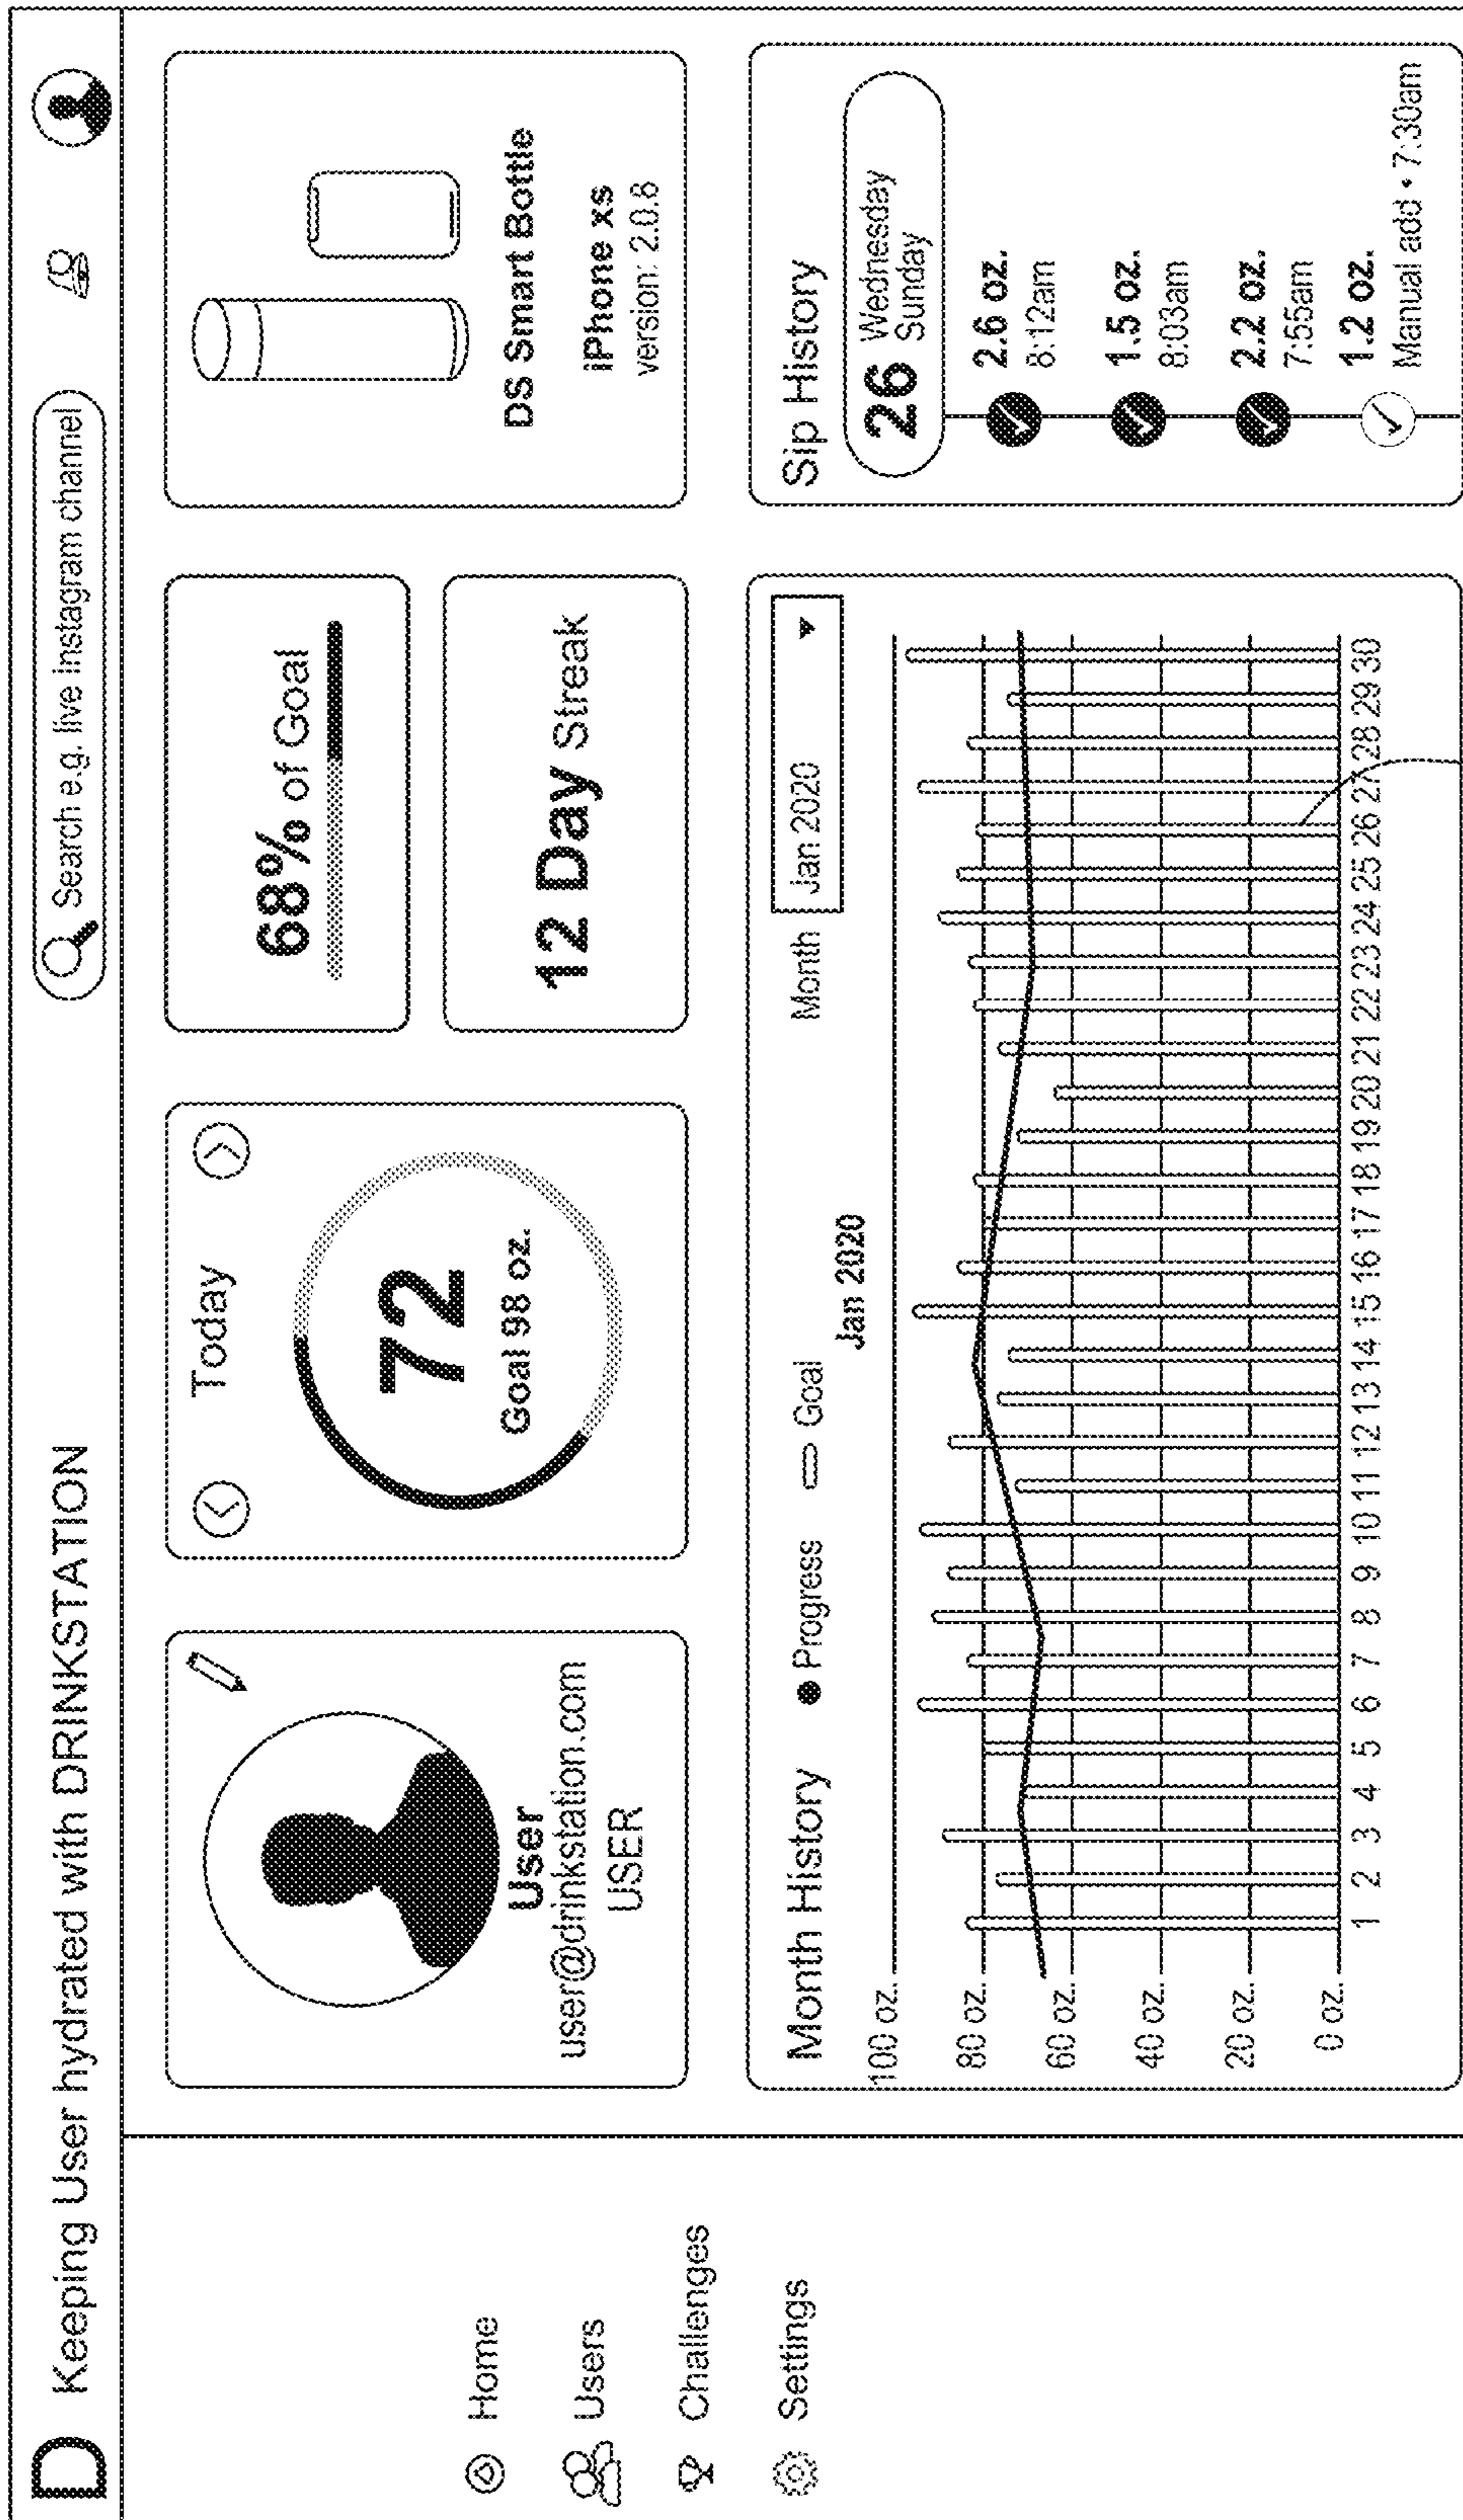 D Keeping User hydrated with DRINKSTATION
Search e.g. live Instagram channel
Home
Users
Challenges
Settings
User
user@drinkstation.com
USER
Today
72
Goal 98 oz.
68% of Goal
12 Day Streak
DS Smart Bottle
iPhone xs
version: 2.0.8
Month History
Progress
Goal
Month
Jan 2020
Jan 2020
100 oz.
80 oz.
60 oz.
40 oz.
20 oz.
0 oz.
1 2 3 4 5 6 7 8 9 10 11 12 13 14 15 16 17 18 19 20 21 22 23 24 25 26 27 28 29 30
Sip History
26 Wednesday
Sunday
2.6 oz.
8:12am
1.5 oz.
8:03am
2.2 oz.
7:55am
1.2 oz.
Manual add • 7:30am